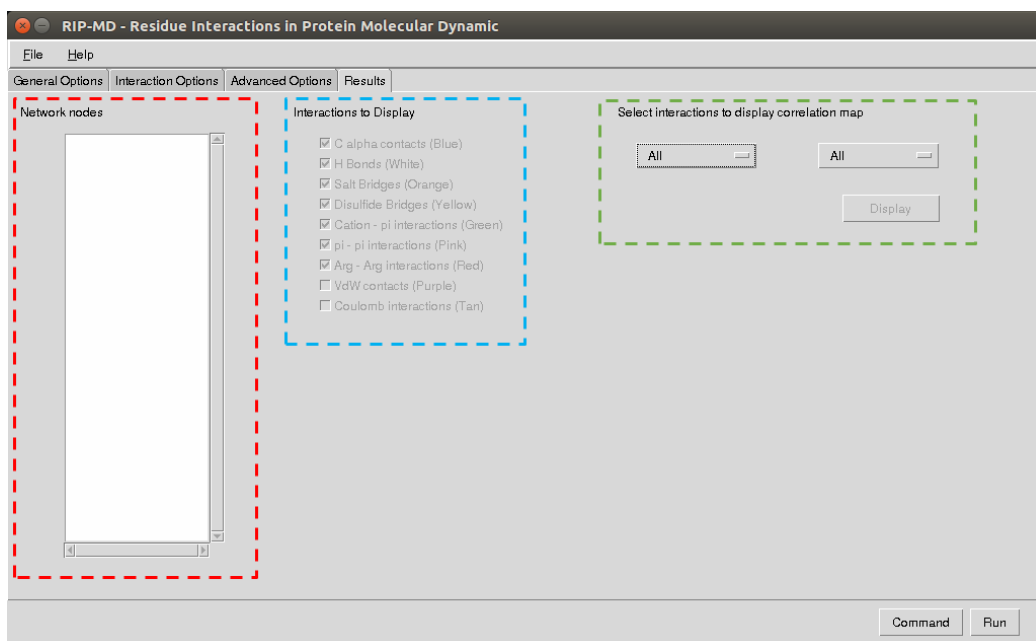 RIP-MD - Residue Interactions in Protein Molecular Dynamic
File Help
General Options Interaction Options Advanced Options Results
Network nodes
Interactions to Display
C alpha contacts (Blue)
H Bonds (White)
Salt Bridges (Orange)
Disulfide Bridges (Yellow)
Cation - pi interactions (Green)
pi - pi interactions (Pink)
Arg - Arg interactions (Red)
VdW contacts (Purple)
Coulomb interactions (Tan)
Select interactions to display correlation map
All All
Display
Command Run